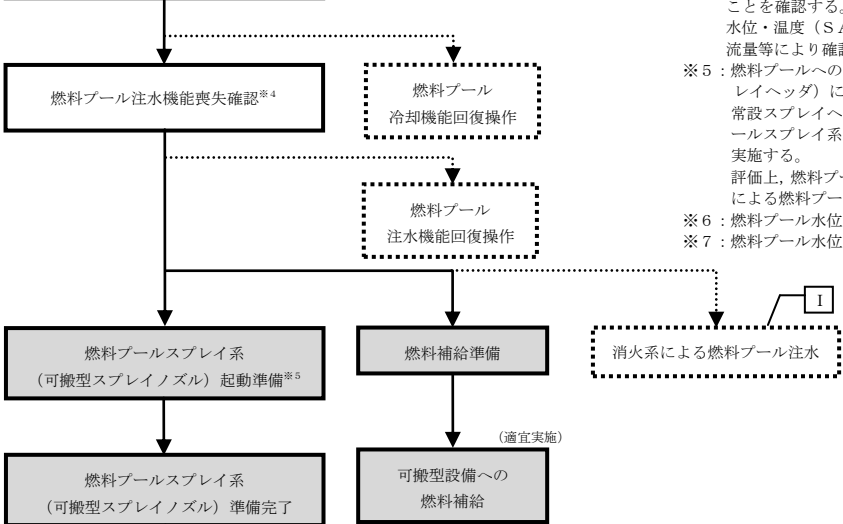 燃料プール注水機能喪失確認※4
燃料プール
冷却機能回復操作
燃料プール
注水機能回復操作
燃料プールスプレイ系
(可搬型スプレイノズル)起動準備※5
燃料補給準備
消火系による燃料プール注水
I
燃料プールスプレイ系
(可搬型スプレイノズル)準備完了
(適宜実施)
可搬型設備への
燃料補給
ことを確認する。
水位・温度(SA
流量等により確認
※5:燃料プールへの
レイヘッダ)に
常設スプレイヘ
ールスプレイ系
実施する。
評価上,燃料プー
による燃料プー
※6:燃料プール水位
※7:燃料プール水位